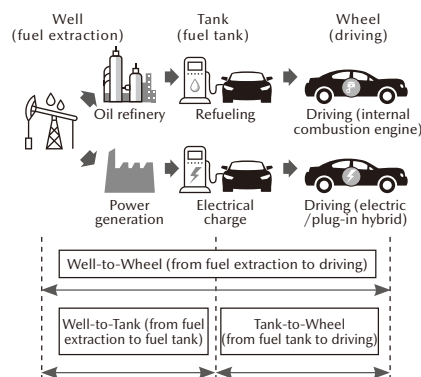 Well
(fuel extraction)
Tank
(fuel tank)
Wheel
(driving)
Oil refinery
Refueling
Driving (internal
combustion engine)
Power
generation
Electrical
charge
Driving (electric
/plug-in hybrid)
Well-to-Wheel (from fuel extraction to driving)
Well-to-Tank (from fuel
extraction to fuel tank)
Tank-to-Wheel
(from fuel tank to driving)